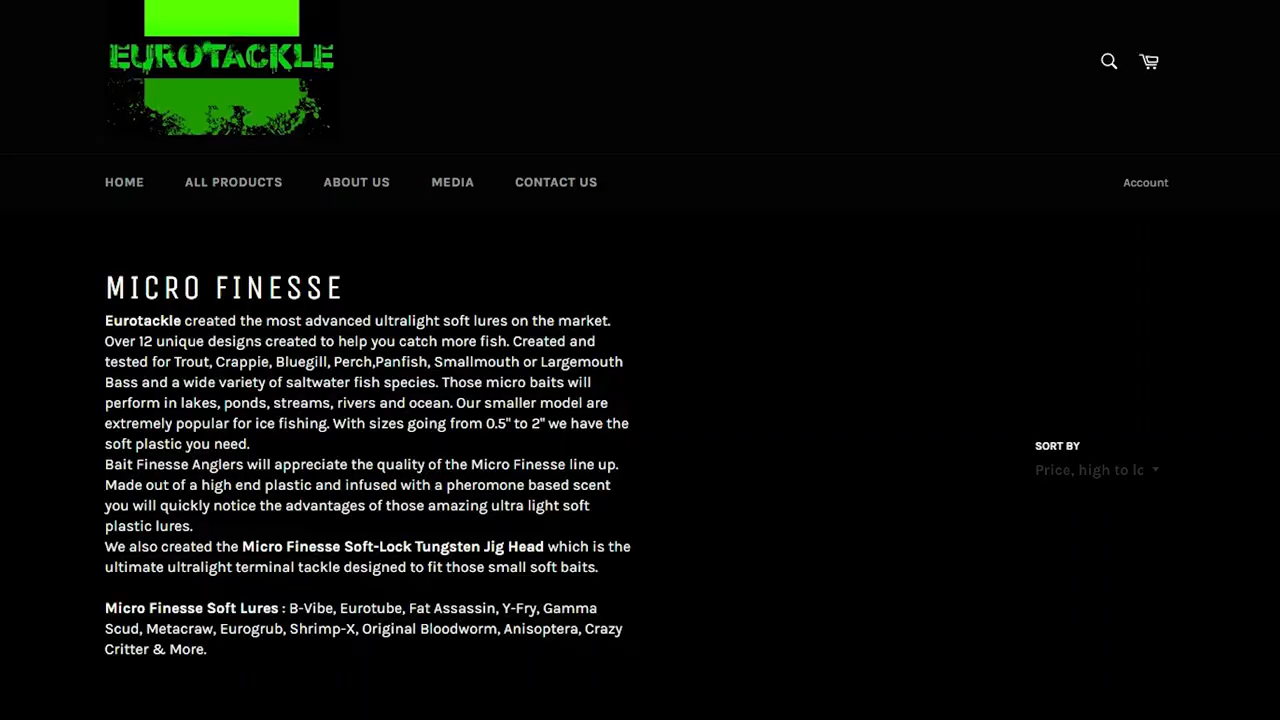 EUROTACKLE
HOME ALL PRODUCTS ABOUT US MEDIA CONTACT US Account
MICRO FINESSE
Eurotackle created the most advanced ultralight soft lures on the market.
Over 12 unique designs created to help you catch more fish. Created and
tested for Trout, Crappie, Bluegill, Perch,Panfish, Smallmouth or Largemouth
Bass and a wide variety of saltwater fish species. Those micro baits will
perform in lakes, ponds, streams, rivers and ocean. Our smaller model are
extremely popular for ice fishing. With sizes going from 0.5" to 2" we have the
soft plastic you need.
Bait Finesse Anglers will appreciate the quality of the Micro Finesse line up.
Made out of a high end plastic and infused with a pheromone based scent
you will quickly notice the advantages of those amazing ultra light soft
plastic lures.
We also created the Micro Finesse Soft-Lock Tungsten Jig Head which is the
ultimate ultralight terminal tackle designed to fit those small soft baits.
Micro Finesse Soft Lures : B-Vibe, Eurotube, Fat Assassin, Y-Fry, Gamma
Scud, Metacraw, Eurogrub, Shrimp-X, Original Bloodworm, Anisoptera, Crazy
Critter & More.
SORT BY
Price, high to lo